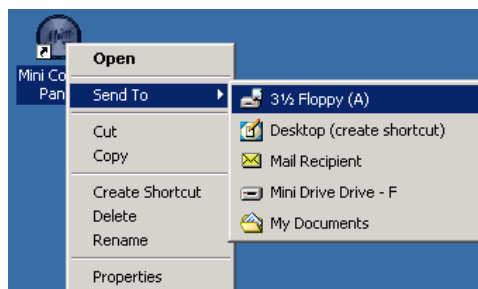 Mini Co
Pan
Open
Send To
Cut
Copy
Create Shortcut
Delete
Rename
Properties
3½ Floppy (A)
Desktop (create shortcut)
Mail Recipient
Mini Drive Drive - F
My Documents